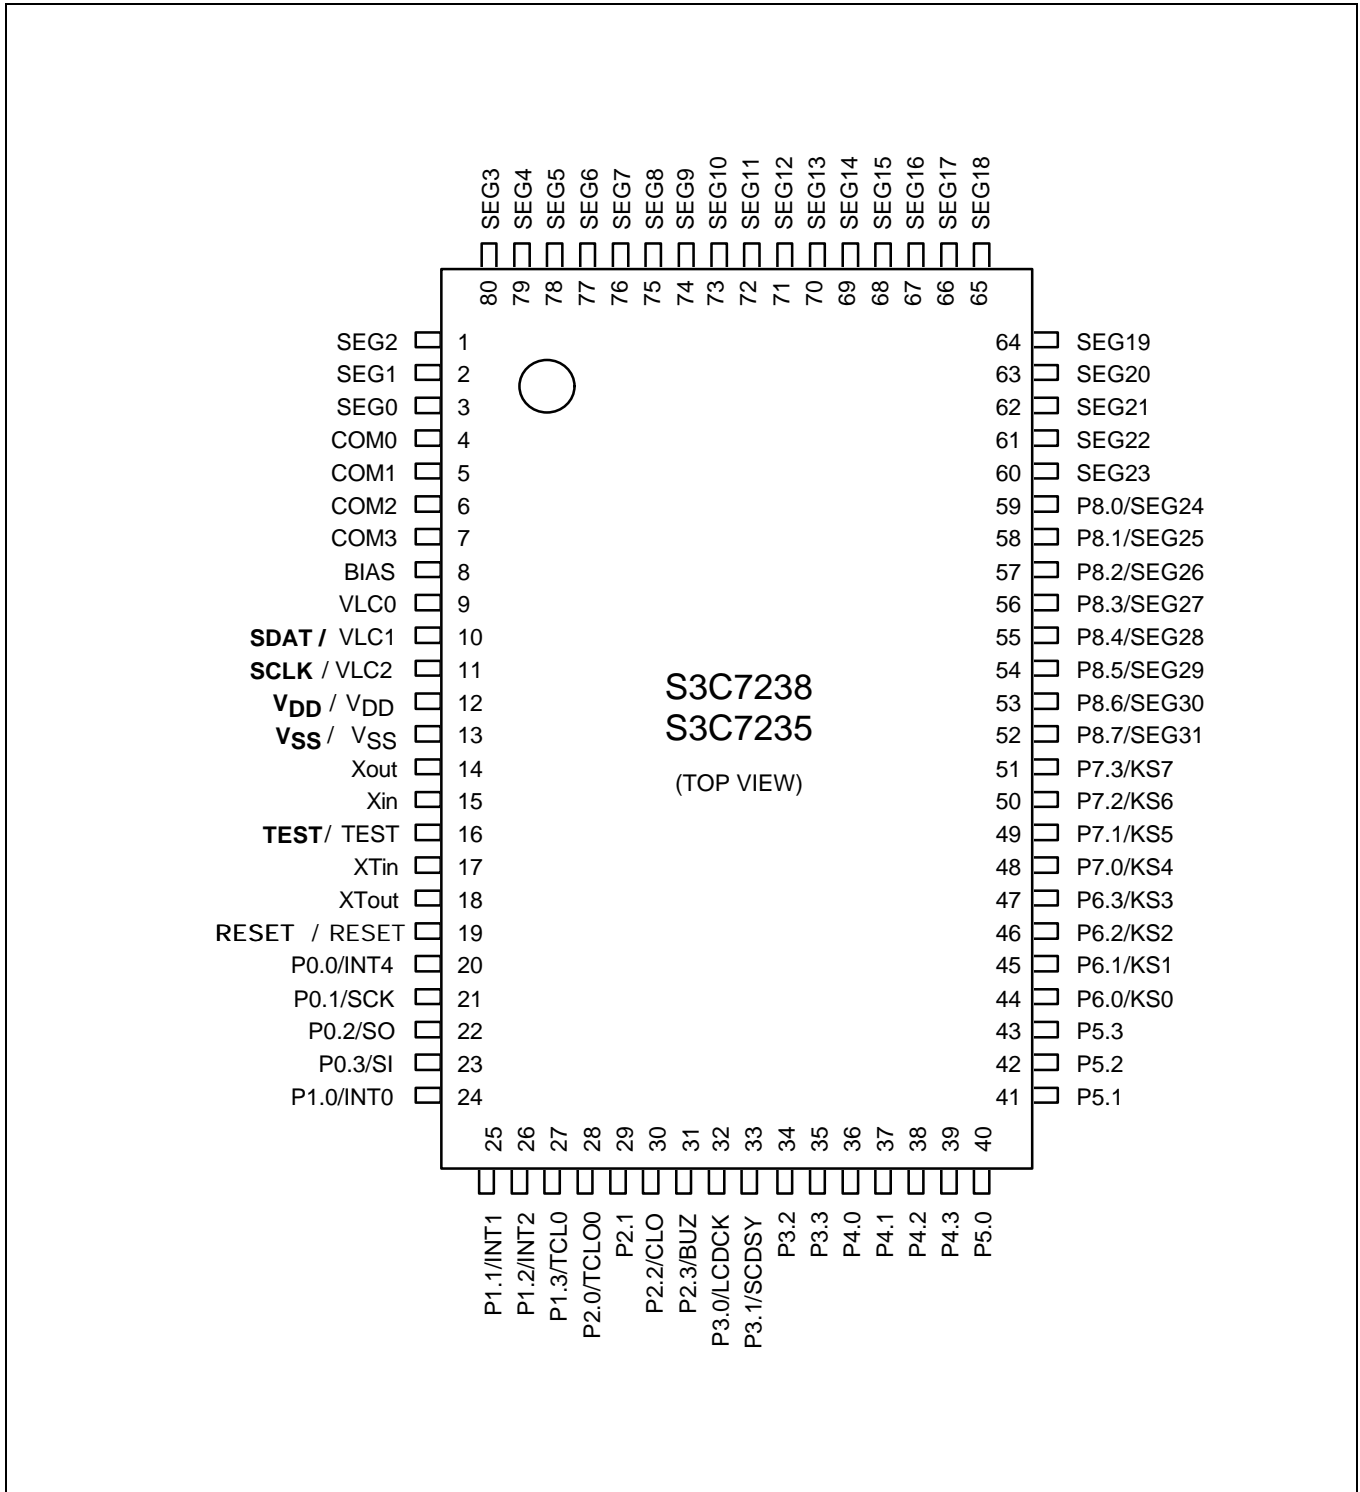 SEG3 SEG4 SEG5 SEG6 SEG7 SEG8 SEG9 SEG10 SEG11 SEG12 SEG13 SEG14 SEG15 SEG16 SEG17 SEG18
80 79 78 77 76 75 74 73 72 71 70 69 68 67 66 65
SEG2 1 64 SEG19
SEG1 2 63 SEG20
SEG0 3 62 SEG21
COM0 4 61 SEG22
COM1 5 60 SEG23
COM2 6 59 P8.0/SEG24
COM3 7 58 P8.1/SEG25
BIAS 8 57 P8.2/SEG26
VLC0 9 56 P8.3/SEG27
SDAT / VLC1 10 55 P8.4/SEG28
SCLK / VLC2 11 54 P8.5/SEG29
VDD / VDD 12 53 P8.6/SEG30
VSS / VSS 13 52 P8.7/SEG31
Xout 14 51 P7.3/KS7
Xin 15 50 P7.2/KS6
TEST/ TEST 16 49 P7.1/KS5
XTin 17 48 P7.0/KS4
XTout 18 47 P6.3/KS3
RESET / RESET 19 46 P6.2/KS2
P0.0/INT4 20 45 P6.1/KS1
P0.1/SCK 21 44 P6.0/KS0
P0.2/SO 22 43 P5.3
P0.3/SI 23 42 P5.2
P1.0/INT0 24 41 P5.1
S3C7238
S3C7235
(TOP VIEW)
25 26 27 28 29 30 31 32 33 34 35 36 37 38 39 40
P1.1/INT1 P1.2/INT2 P1.3/TCL0 P2.0/TCLO0 P2.1 P2.2/CLO P2.3/BUZ P3.0/LCDCK P3.1/SCDSY P3.2 P3.3 P4.0 P4.1 P4.2 P4.3 P5.0